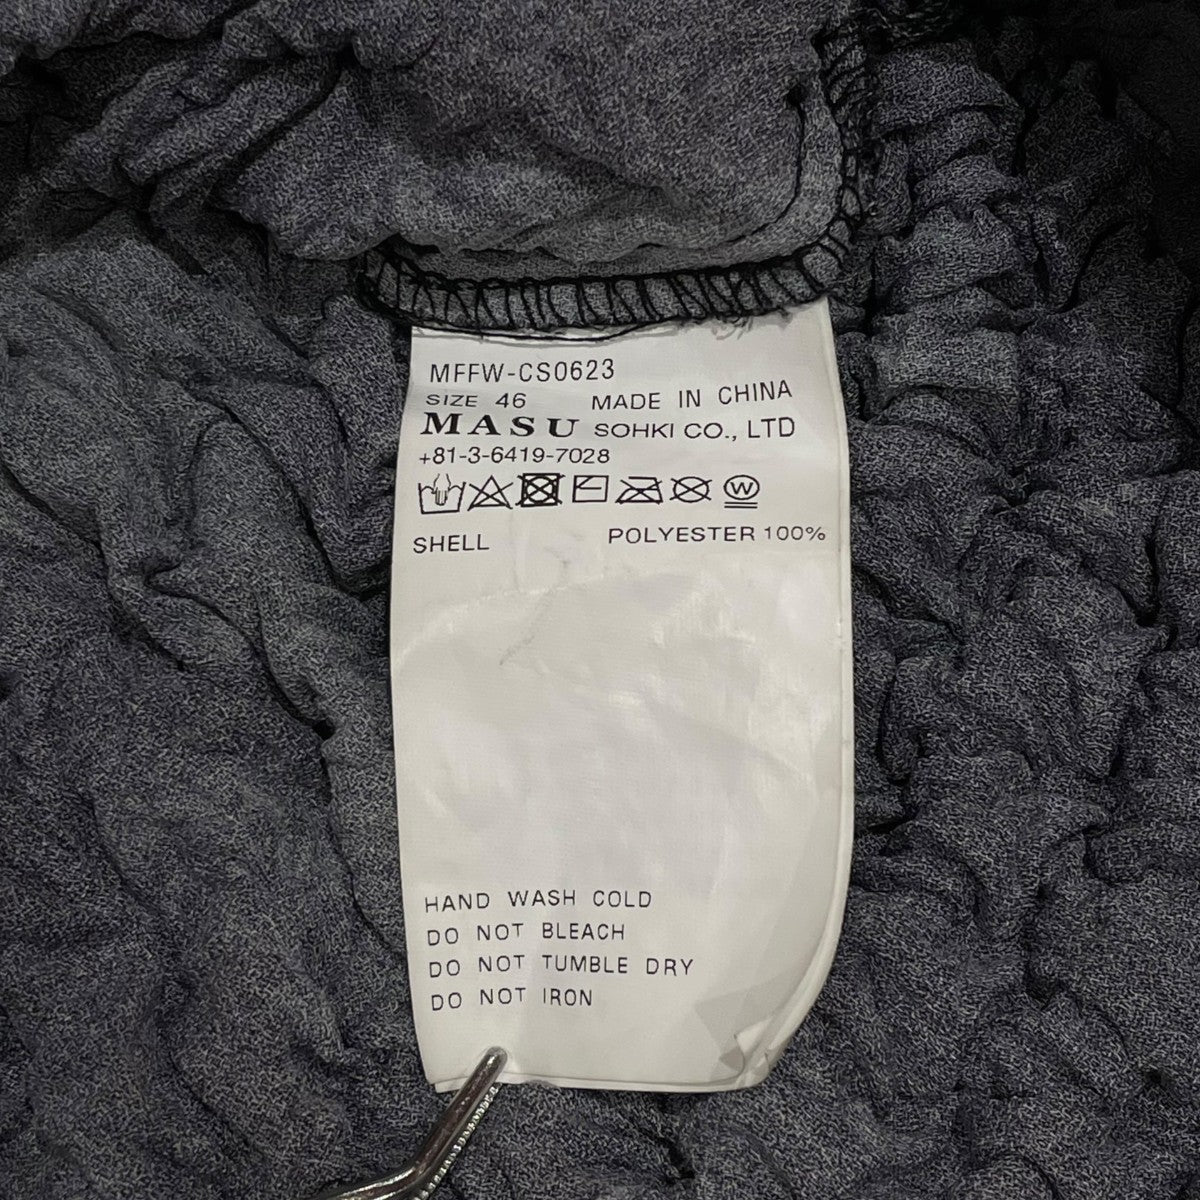 MFFW-CS0623
SIZE 46 MADE IN CHINA
MASU SOHKI CO., LTD
+81-3-6419-7028
W
SHELL POLYESTER 100%
HAND WASH COLD
DO NOT BLEACH
DO NOT TUMBLE DRY
DO NOT IRON